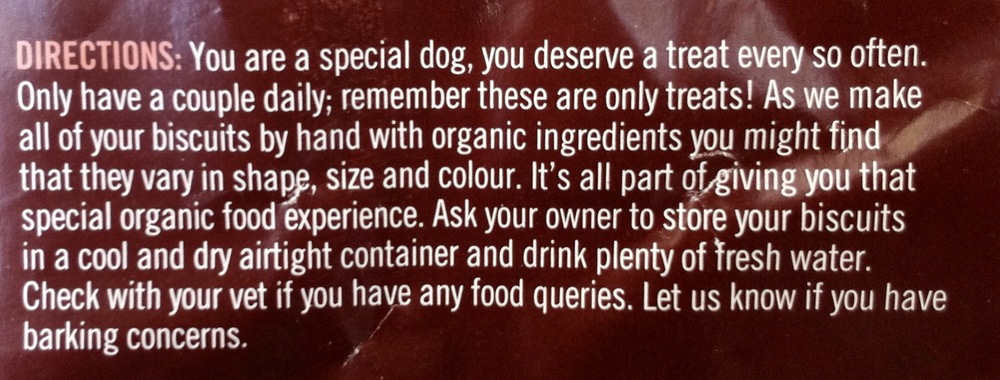 DIRECTIONS: You are a special dog, you deserve a treat every so often.
Only have a couple daily; remember these are only treats! As we make
all of your biscuits by hand with organic ingredients you might find
that they vary in shape, size and colour. It's all part of giving you that
special organic food experience. Ask your owner to store your biscuits
in a cool and dry airtight container and drink plenty of fresh water.
Check with your vet if you have any food queries. Let us know if you have
barking concerns.